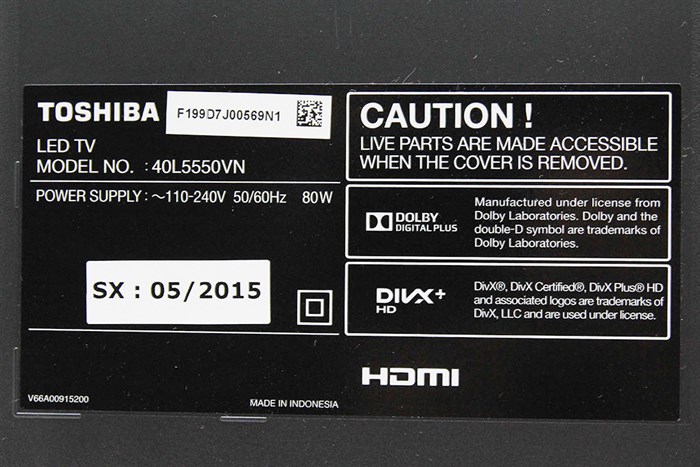 TOSHIBA
F199D7J00569N1
LED TV
MODEL NO. : 40L5550VN
POWER SUPPLY : ~110-240V 50/60Hz 80W
SX : 05/2015
V66A00915200
MADE IN INDONESIA
CAUTION !
LIVE PARTS ARE MADE ACCESSIBLE
WHEN THE COVER IS REMOVED.
DOLBY
DIGITAL PLUS
Manufactured under license from
Dolby Laboratories. Dolby and the
double-D symbol are trademarks of
Dolby Laboratories.
DIVX+
HD
DivX®, DivX Certified®, DivX Plus® HD
and associated logos are trademarks of
DivX, LLC and are used under license.
HDMI